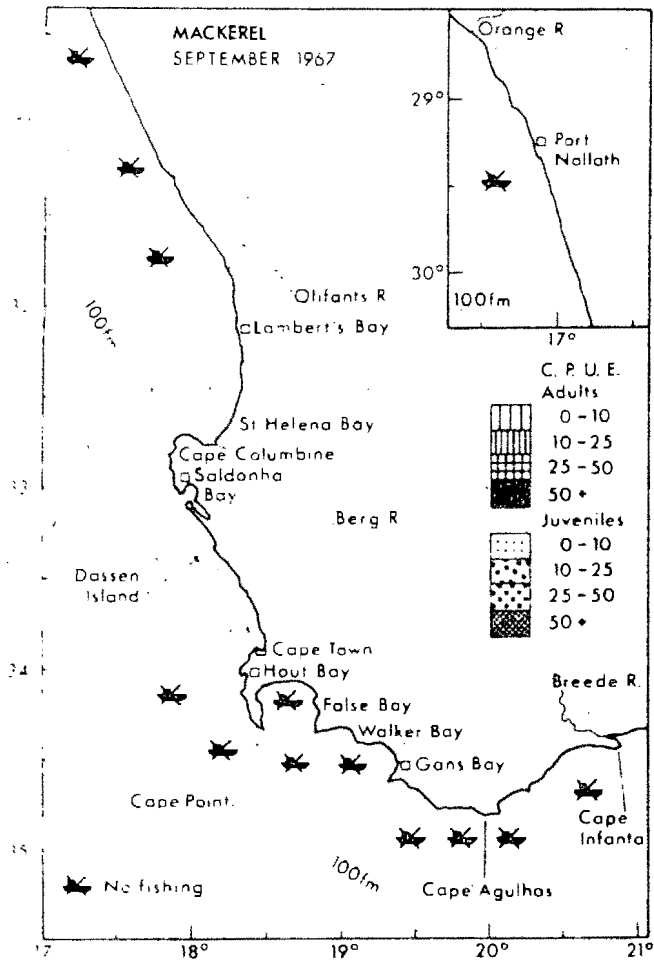 MACKEREL
SEPTEMBER 1967
Orange R
29°
Port
Nollath
30°
100fm
17°
Olifants R
100fm
Lambert's Bay
C. P. U. E.
Adults
0-10
10-25
25-50
50+
St Helena Bay
Cape Columbine
Saldanha
Bay
Berg R
Juveniles
0-10
10-25
25-50
50+
Dassen
Island
Cape Town
Hout Bay
Breede R.
False Bay
Walker Bay
Gans Bay
Cape Point.
Cape
Infanta
100fm
No fishing
Cape Agulhas
17
18°
19°
20°
21°